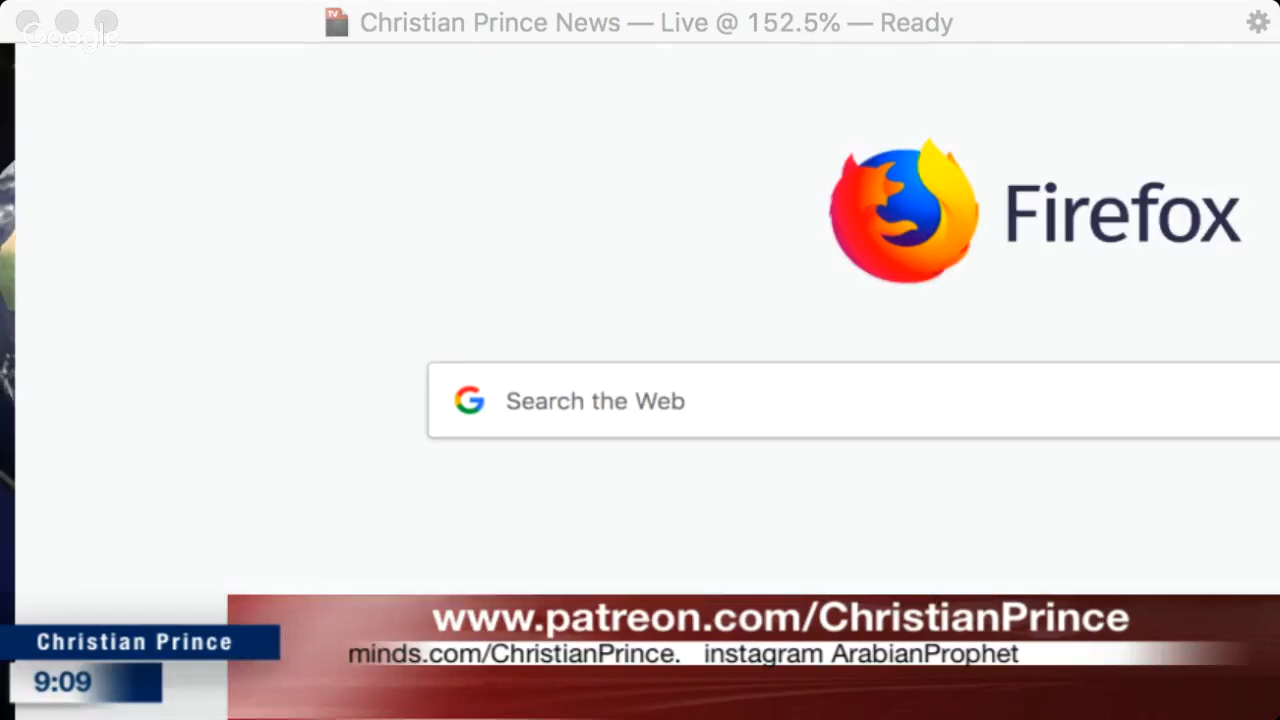 Google
Christian Prince News — Live @ 152.5% — Ready
Firefox
Search the Web
www.patreon.com/ChristianPrince
Christian Prince
minds.com/ChristianPrince. instagram ArabianProphet
9:09